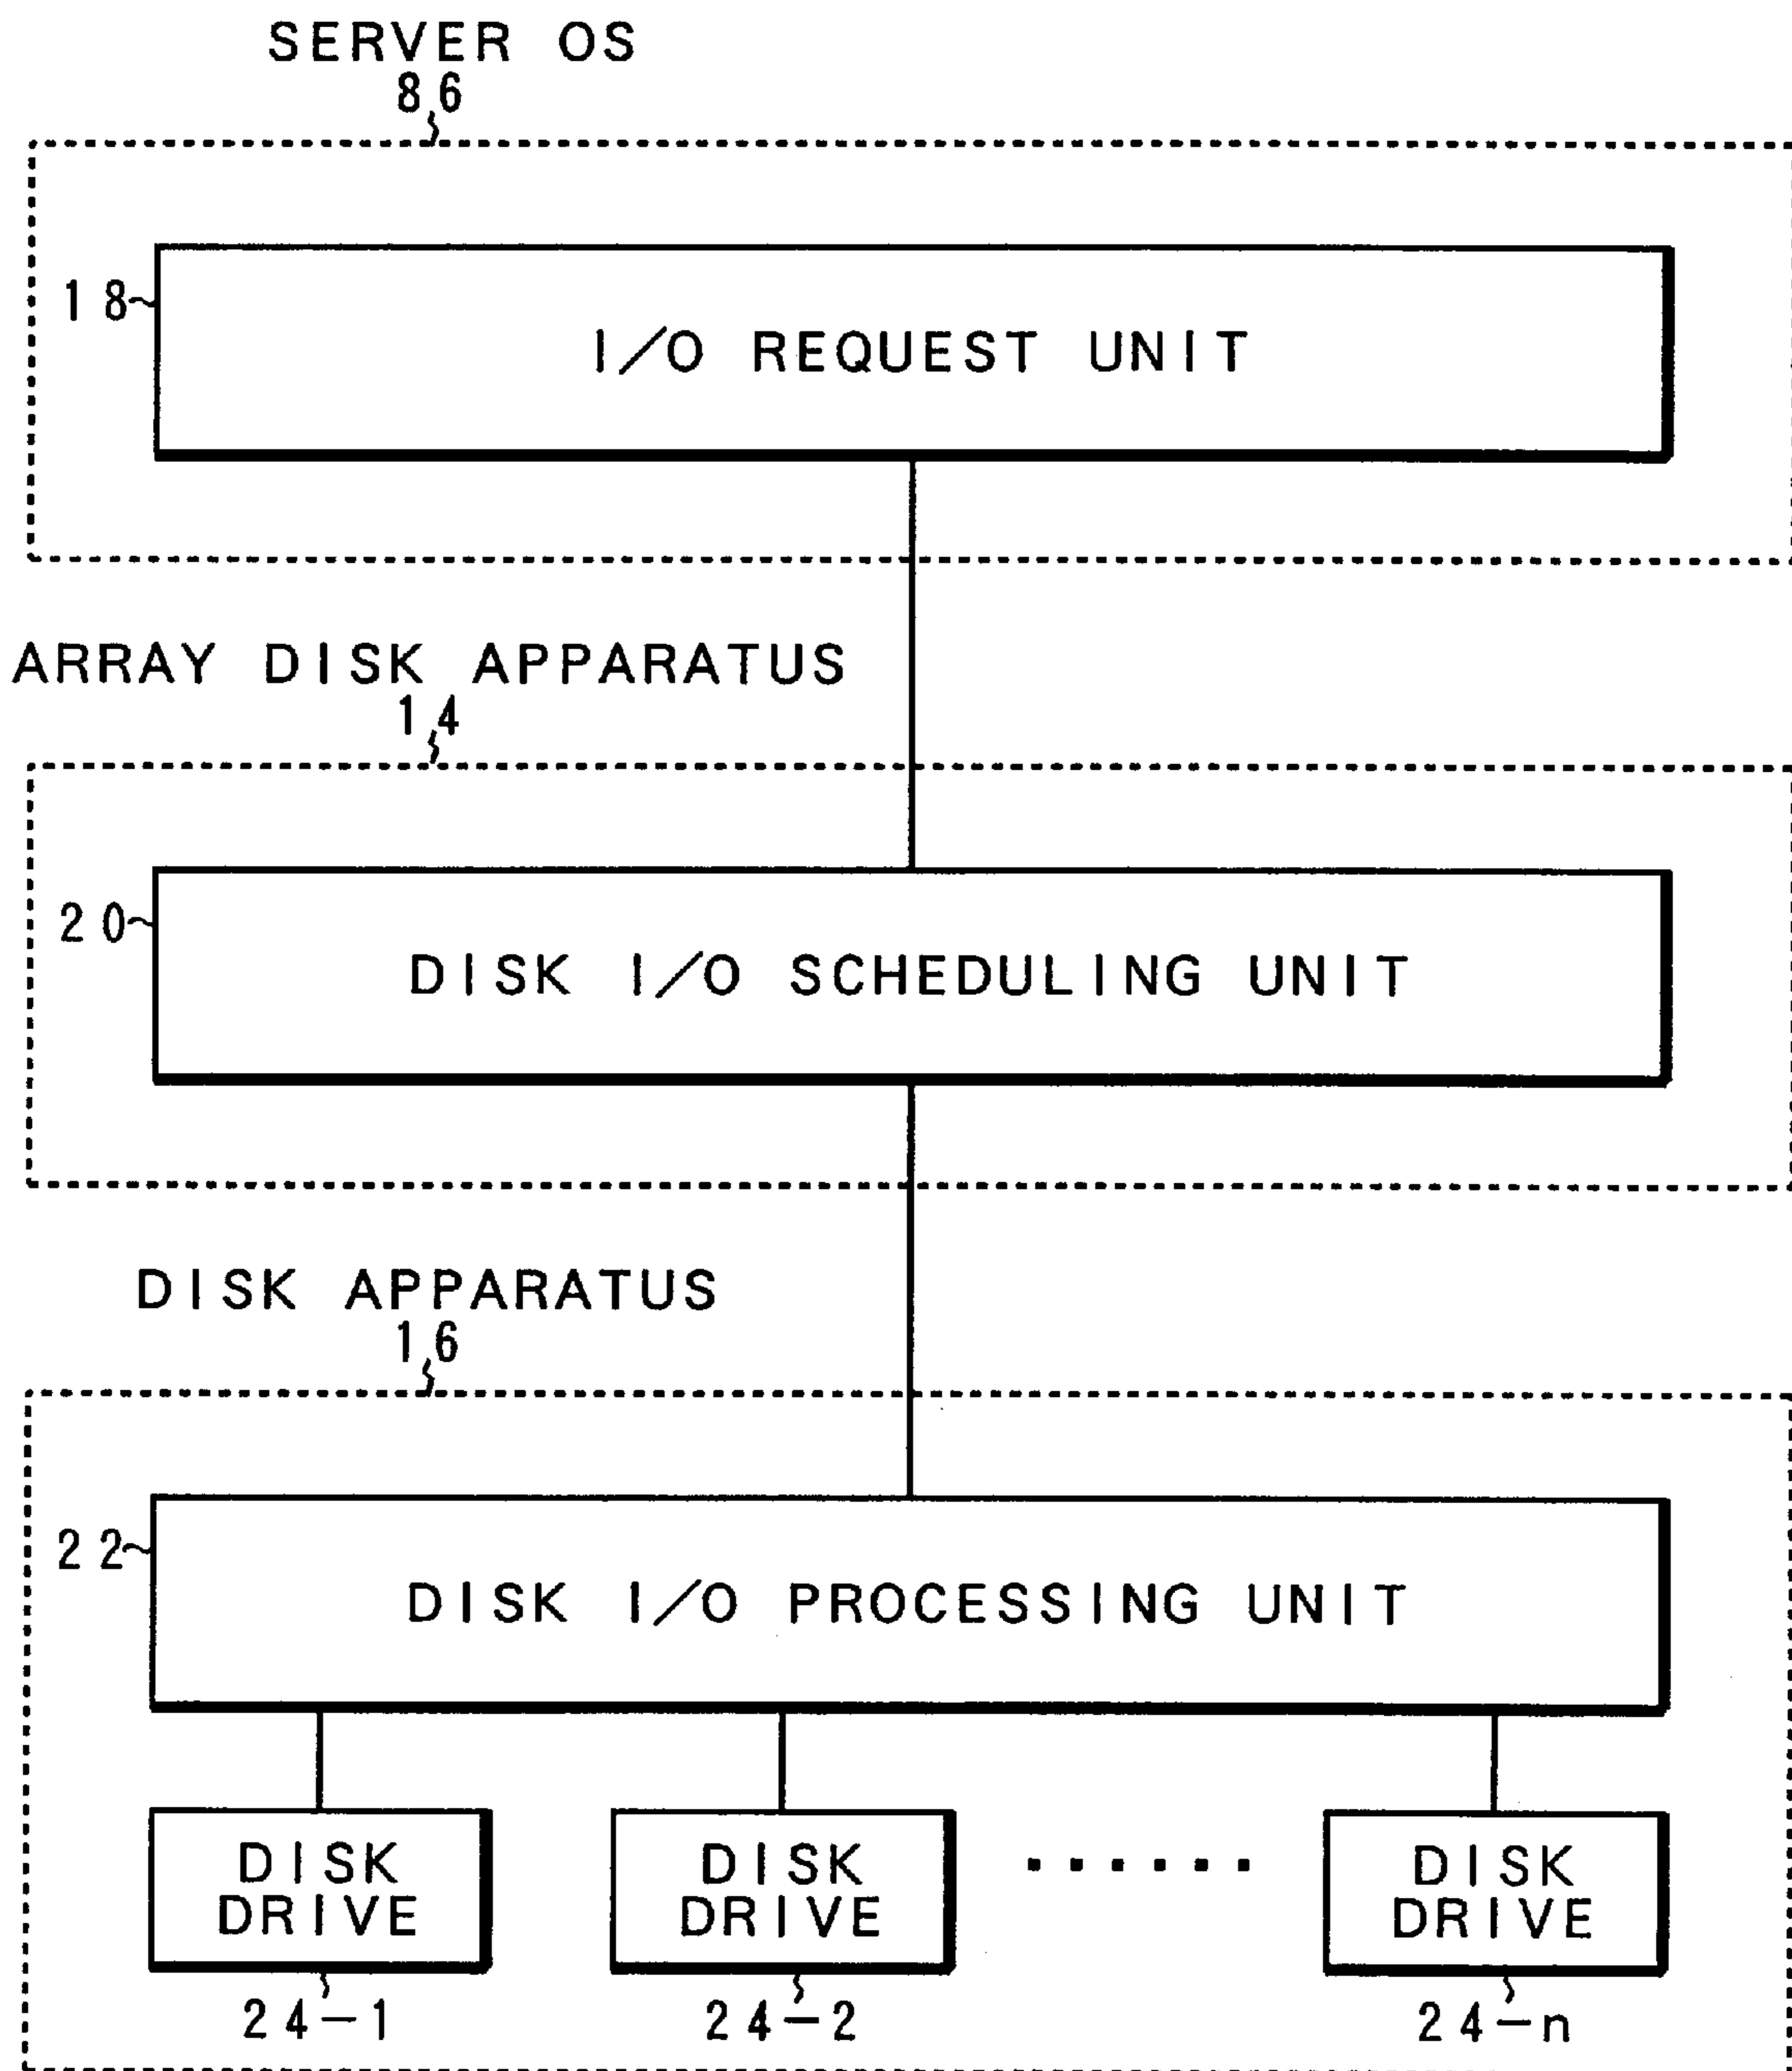 SERVER OS
86
18
I/O REQUEST UNIT
ARRAY DISK APPARATUS
14
20
DISK I/O SCHEDULING UNIT
DISK APPARATUS
16
22
DISK I/O PROCESSING UNIT
DISK
DRIVE
DISK
DRIVE
......
DISK
DRIVE
24-1
24-2
24-n